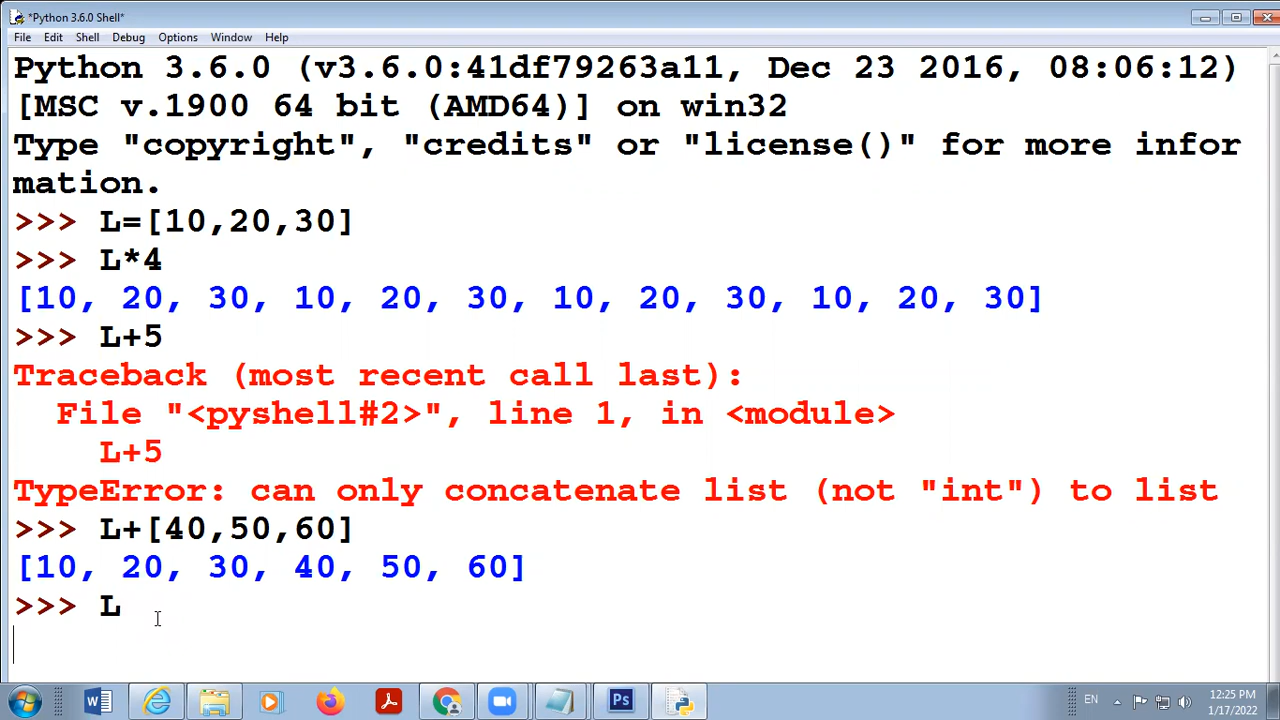 *Python 3.6.0 Shell*
File Edit Shell Debug Options Window Help
Python 3.6.0 (v3.6.0:41df79263a11, Dec 23 2016, 08:06:12)
[MSC v.1900 64 bit (AMD64)] on win32
Type "copyright", "credits" or "license()" for more infor
mation.
>>> L=[10,20,30]
>>> L*4
[10, 20, 30, 10, 20, 30, 10, 20, 30, 10, 20, 30]
>>> L+5
Traceback (most recent call last):
  File "<pyshell#2>", line 1, in <module>
    L+5
TypeError: can only concatenate list (not "int") to list
>>> L+[40,50,60]
[10, 20, 30, 40, 50, 60]
>>> L
EN
12:25 PM
1/17/2022